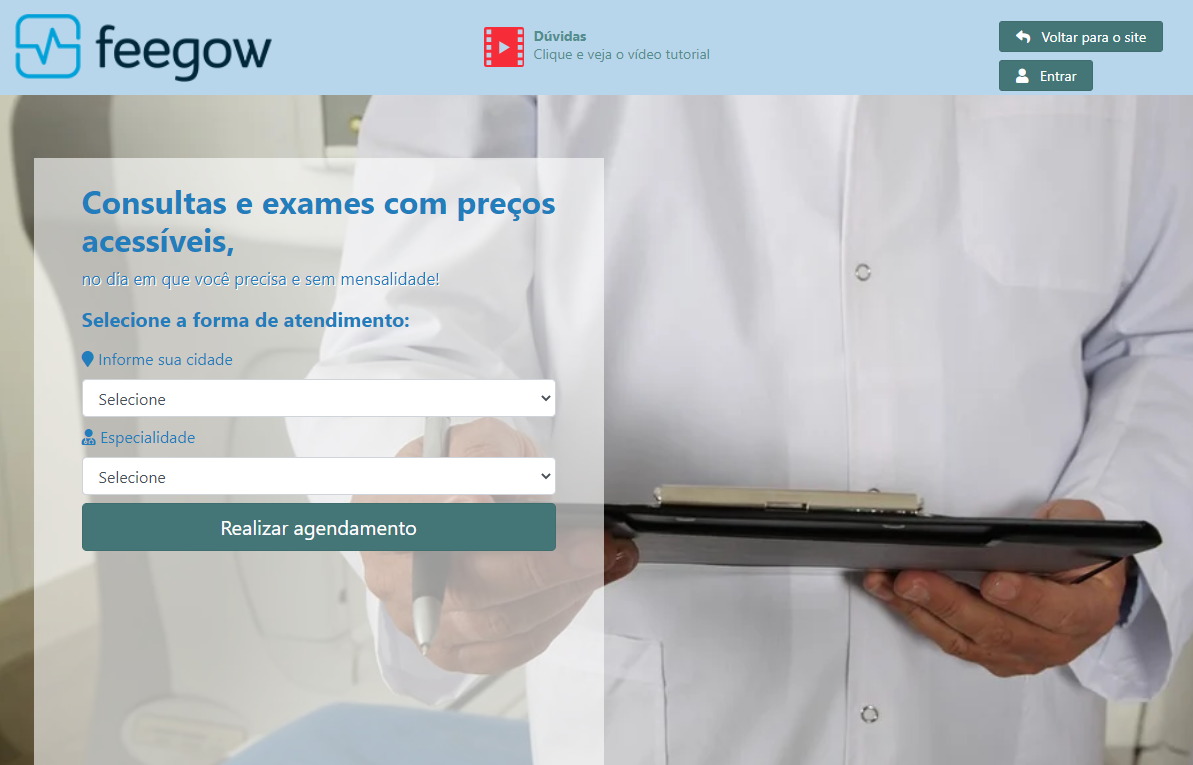 feegow
Dúvidas
Clique e veja o vídeo tutorial
Voltar para o site
Entrar
Consultas e exames com preços
acessíveis,
no dia em que você precisa e sem mensalidade!
Selecione a forma de atendimento:
Informe sua cidade
Selecione
Especialidade
Selecione
Realizar agendamento